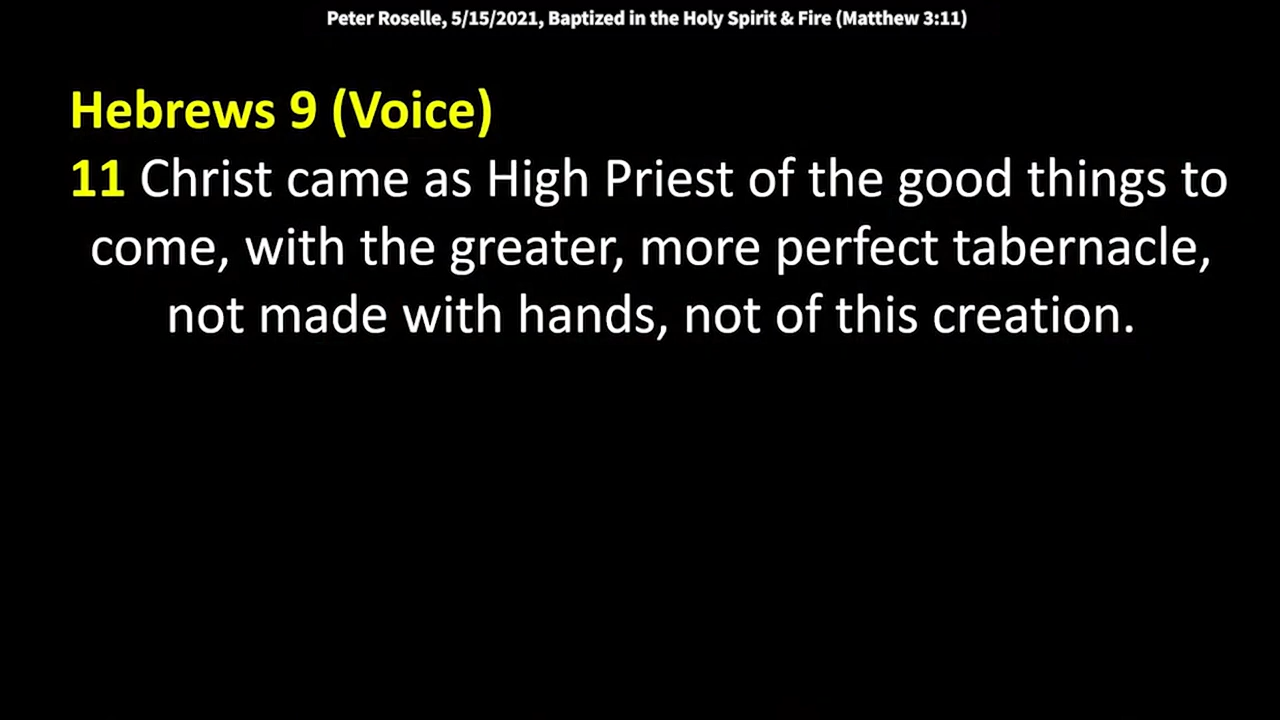 Peter Roselle, 5/15/2021, Baptized in the Holy Spirit & Fire (Matthew 3:11)
Hebrews 9 (Voice)
11 Christ came as High Priest of the good things to
come, with the greater, more perfect tabernacle,
not made with hands, not of this creation.